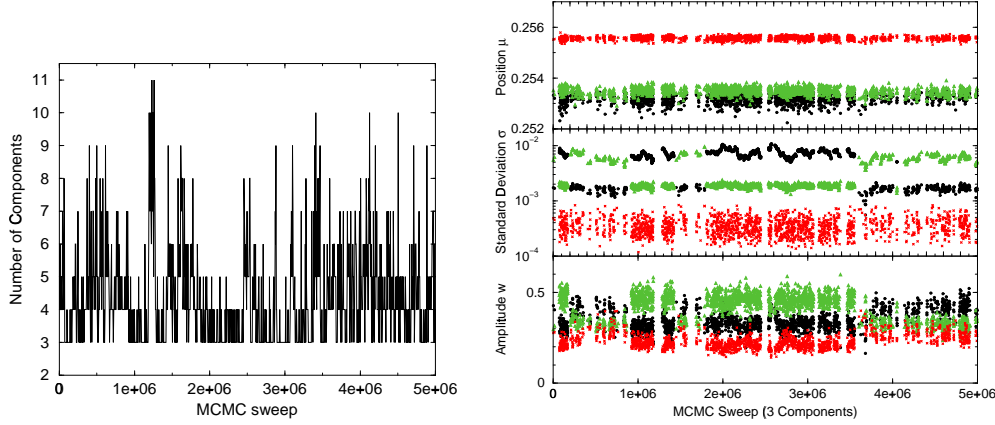 Number of Components
11
10
9
8
7
6
5
4
3
2
0
1e+06
2e+06
3e+06
4e+06
5e+06
MCMC sweep
Position μ
0.256
0.254
0.252
Standard Deviation σ
10⁻²
10⁻³
10⁻⁴
Amplitude w
0.5
0
0
1e+06
2e+06
3e+06
4e+06
5e+06
MCMC Sweep (3 Components)